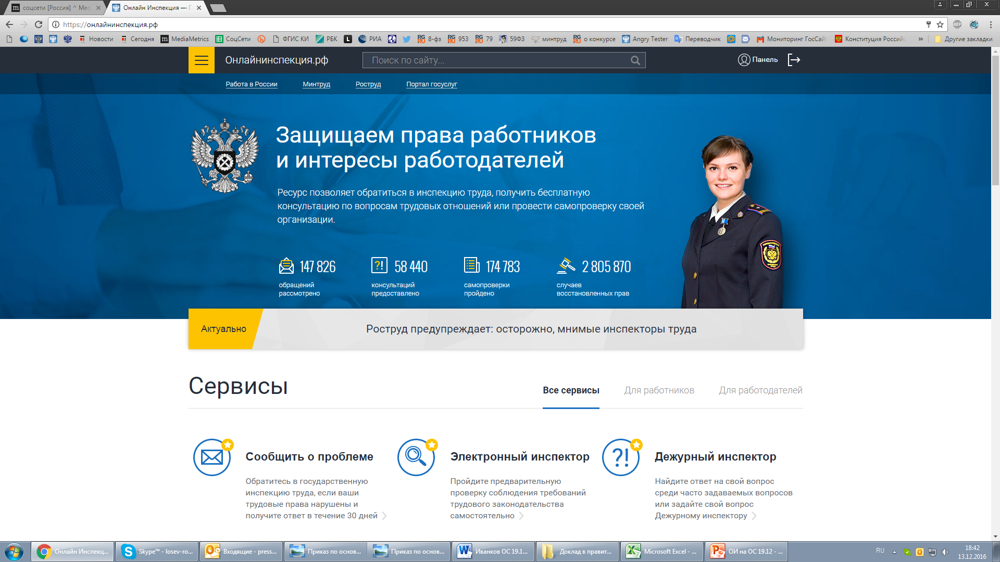 соцсети [Россия] ^ Med
Онлайн Инспекция — Г
https://онлайнинспекция.рф
ABP
Новости
Сегодня
MediaMetrics
СоцСети
ФГИС КИ
РБК
РИА
8-фз
953
79
59ФЗ
минтруд
о конкурсе
Angry Tester
Переводчик
Мониторинг ГосСайт
Конституция Российс
»
Другие закладки
Онлайнинспекция.рф
Поиск по сайту...
Панель
Работа в России
Минтруд
Роструд
Портал госуслуг
Защищаем права работников
и интересы работодателей
Ресурс позволяет обратиться в инспекцию труда, получить бесплатную
консультацию по вопросам трудовых отношений или провести самопроверку своей
организации.
147 826
обращений
рассмотрено
?!
58 440
консультаций
предоставлено
174 783
самопроверки
пройдено
2 805 870
случаев
восстановленных прав
Актуально
Роструд предупреждает: осторожно, мнимые инспекторы труда
Сервисы
Все сервисы
Для работников
Для работодателей
Сообщить о проблеме
Обратитесь в государственную
инспекцию труда, если ваши
трудовые права нарушены и
получите ответ в течение 30 дней
Электронный инспектор
Пройдите предварительную
проверку соблюдения требований
трудового законодательства
самостоятельно
?!
Дежурный инспектор
Найдите ответ на свой вопрос
среди часто задаваемых вопросов
или задайте свой вопрос
Дежурному инспектору
Онлайн Инспекц...
Skype™ - losev-ro...
Входящие - press...
Приказ по основ...
Приказ по основ...
Иванков ОС 19.1...
Доклад в правит...
Microsoft Excel - ...
ОИ на ОС 19.12 - ...
RU
18:42
13.12.2016